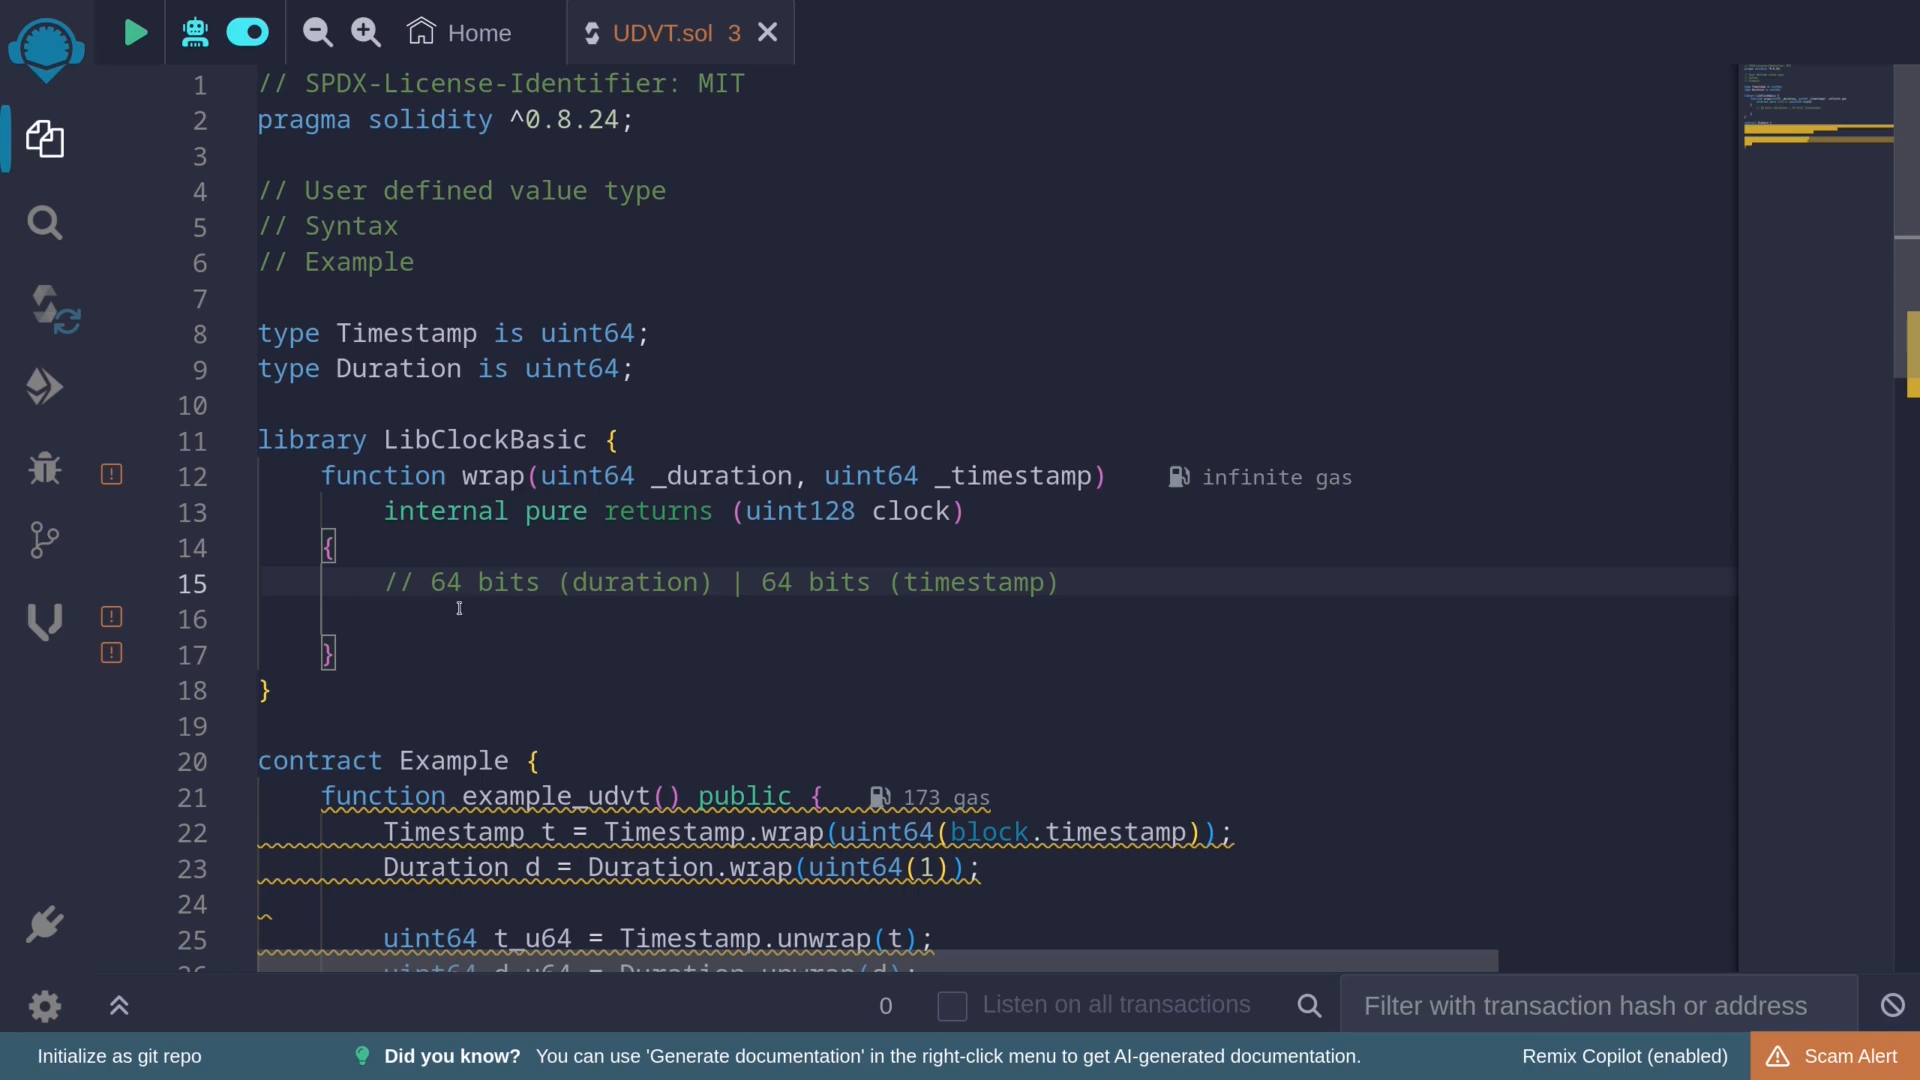 Home
UDVT.sol 3
1 // SPDX-License-Identifier: MIT
2 pragma solidity ^0.8.24;
3
4 // User defined value type
5 // Syntax
6 // Example
7
8 type Timestamp is uint64;
9 type Duration is uint64;
10
11 library LibClockBasic {
12 function wrap(uint64 _duration, uint64 _timestamp) infinite gas
13 internal pure returns (uint128 clock)
14 {
15 // 64 bits (duration) | 64 bits (timestamp)
16
17 }
18 }
19
20 contract Example {
21 function example_udvt() public { 173 gas
22 Timestamp t = Timestamp.wrap(uint64(block.timestamp));
23 Duration d = Duration.wrap(uint64(1));
24
25 uint64 t_u64 = Timestamp.unwrap(t);
26 uint64 d_u64 = Duration.unwrap(d);
0 Listen on all transactions Filter with transaction hash or address
Initialize as git repo Did you know? You can use 'Generate documentation' in the right-click menu to get AI-generated documentation. Remix Copilot (enabled) Scam Alert